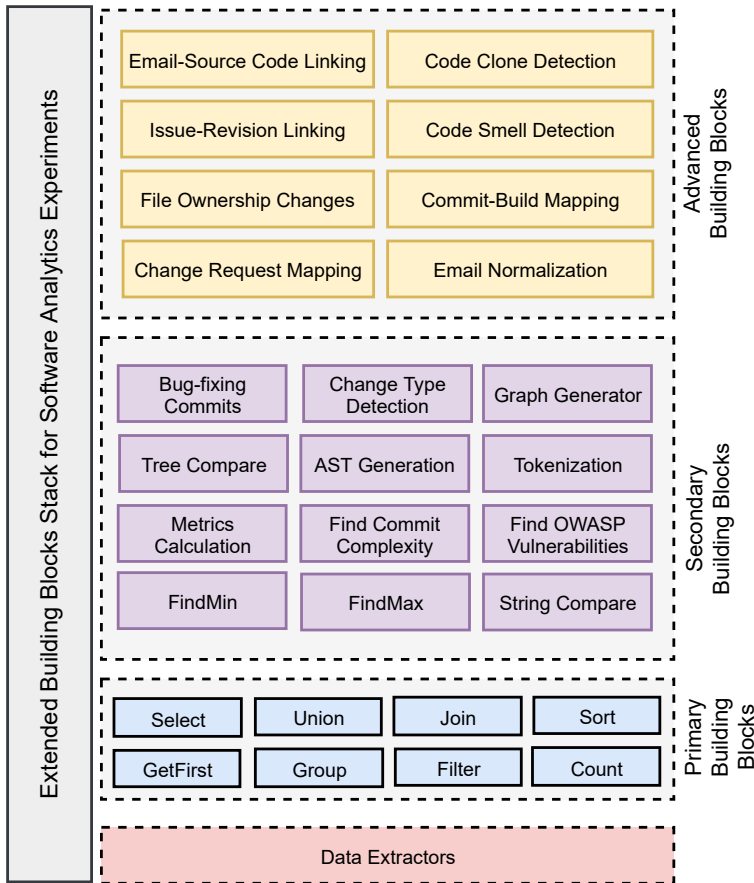 Extended Building Blocks Stack for Software Analytics Experiments
Email-Source Code Linking
Code Clone Detection
Issue-Revision Linking
Code Smell Detection
File Ownership Changes
Commit-Build Mapping
Change Request Mapping
Email Normalization
Advanced
Building Blocks
Bug-fixing
Commits
Change Type
Detection
Graph Generator
Tree Compare
AST Generation
Tokenization
Metrics
Calculation
Find Commit
Complexity
Find OWASP
Vulnerabilities
FindMin
FindMax
String Compare
Secondary
Building Blocks
Select
Union
Join
Sort
GetFirst
Group
Filter
Count
Primary
Building
Blocks
Data Extractors